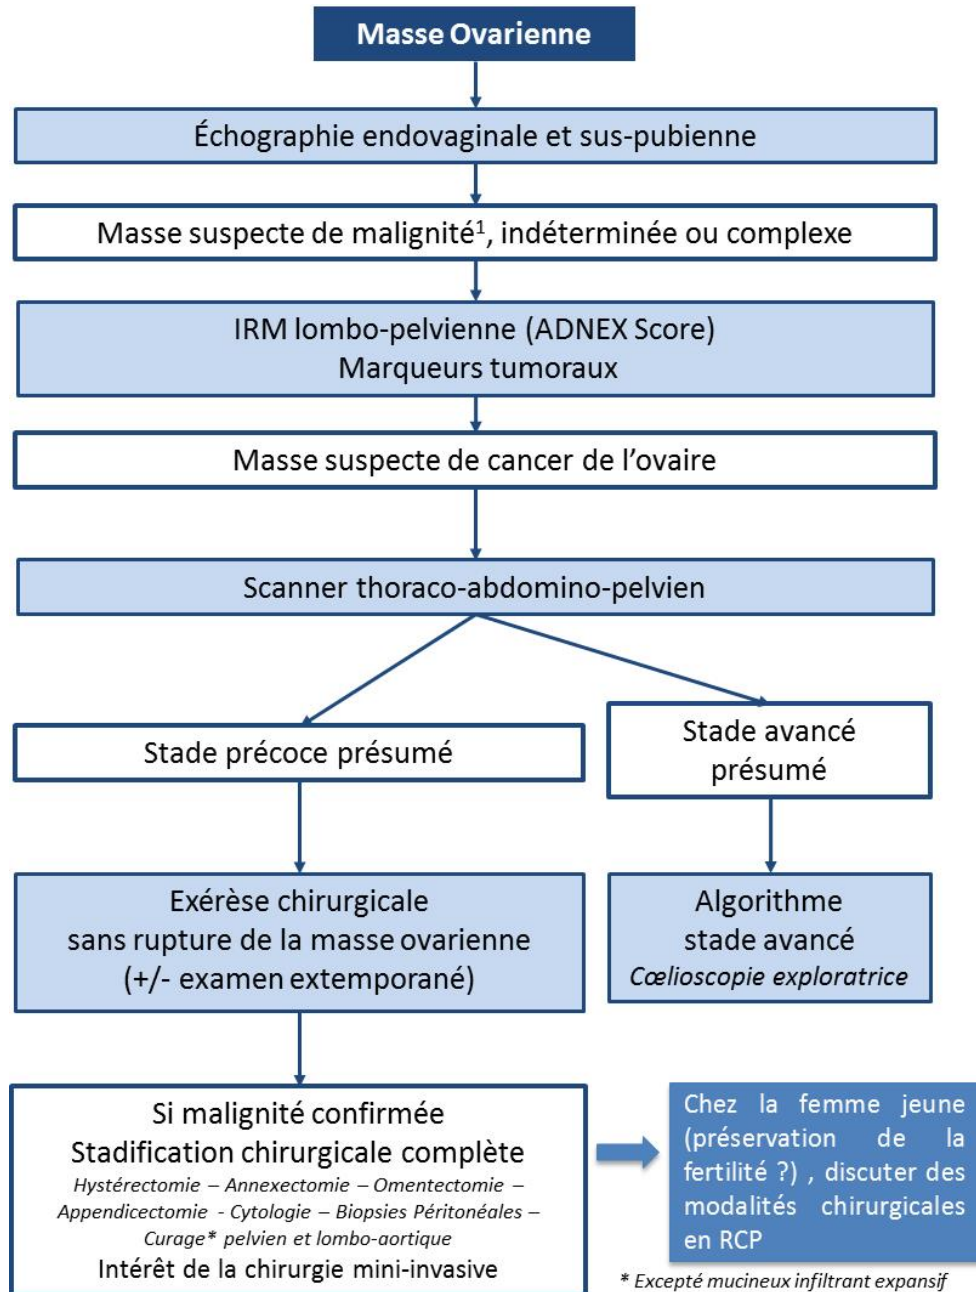 Masse Ovarienne
Échographie endovaginale et sus-pubienne
Masse suspecte de malignité¹, indéterminée ou complexe
IRM lombo-pelvienne (ADNEX Score)
Marqueurs tumoraux
Masse suspecte de cancer de l’ovaire
Scanner thoraco-abdomino-pelvien
Stade précoce présumé
Stade avancé
présumé
Exérèse chirurgicale
sans rupture de la masse ovarienne
(+/- examen extemporané)
Algorithme
stade avancé
Cœlioscopie exploratrice
Si malignité confirmée
Stadification chirurgicale complète
Hystérectomie – Annexectomie – Omentectomie –
Appendicectomie - Cytologie – Biopsies Péritonéales –
Curage* pelvien et lombo-aortique
Intérêt de la chirurgie mini-invasive
Chez la femme jeune
(préservation de la
fertilité ?) , discuter des
modalités chirurgicales
en RCP
* Excepté mucineux infiltrant expansif